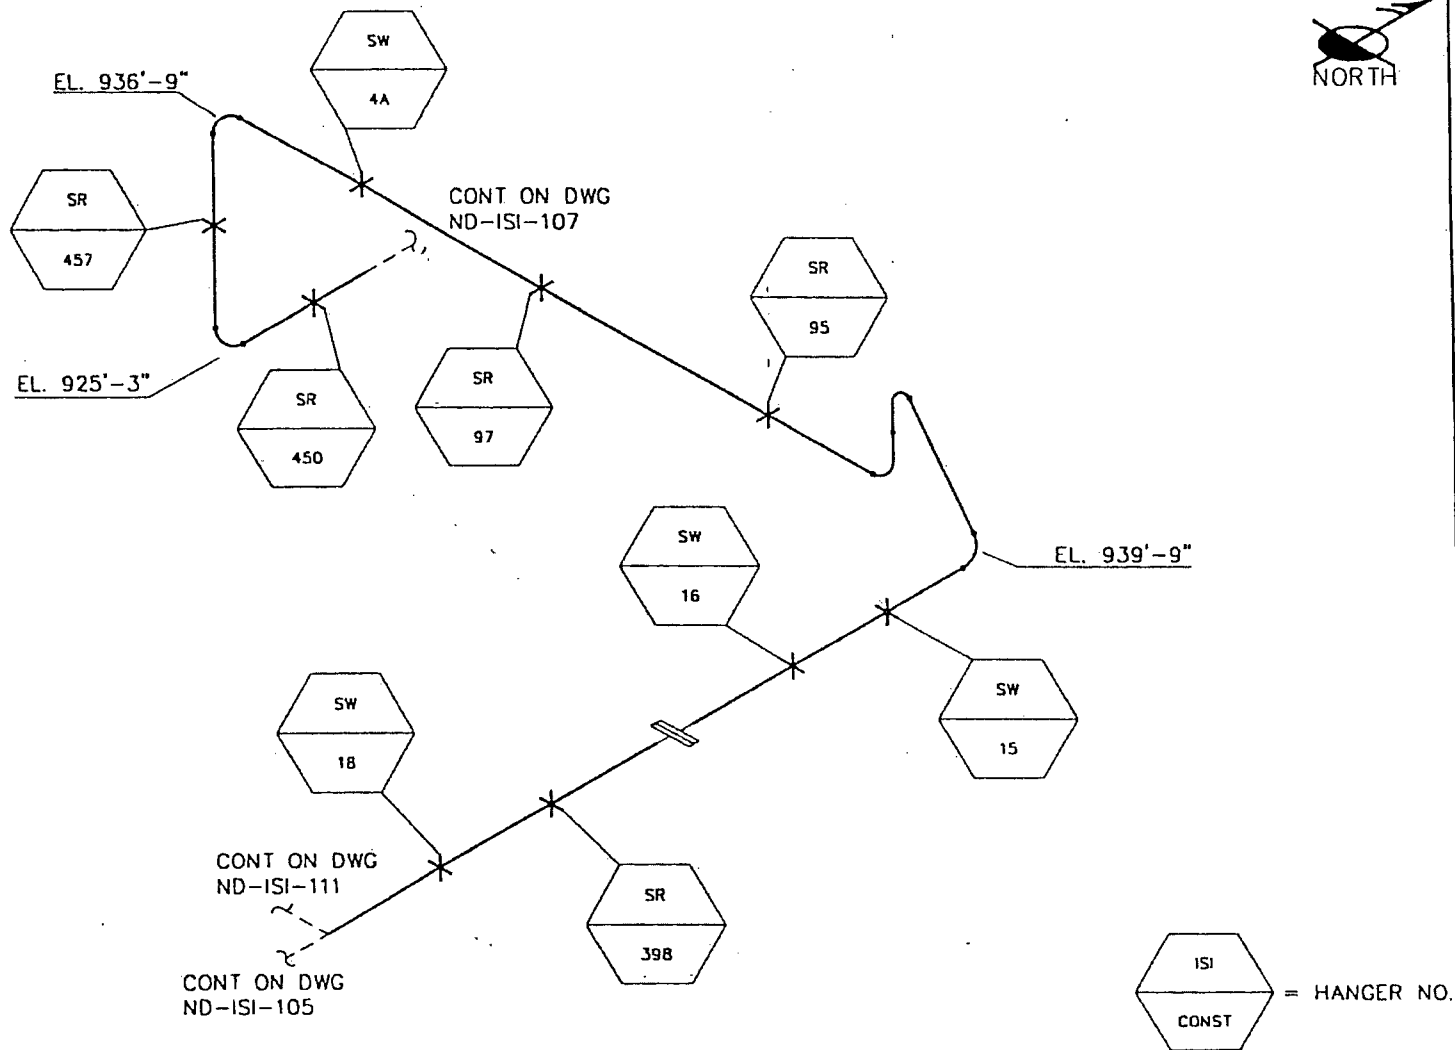 SW
4A
NORTH
EL. 936'-9"
SR
457
CONT ON DWG
ND-ISI-107
SR
95
EL. 925'-3"
SR
450
SR
97
SW
16
EL. 939'-9"
SW
15
SW
18
CONT ON DWG
ND-ISI-111
SR
398
CONT ON DWG
ND-ISI-105
ISI
CONST
= HANGER NO.